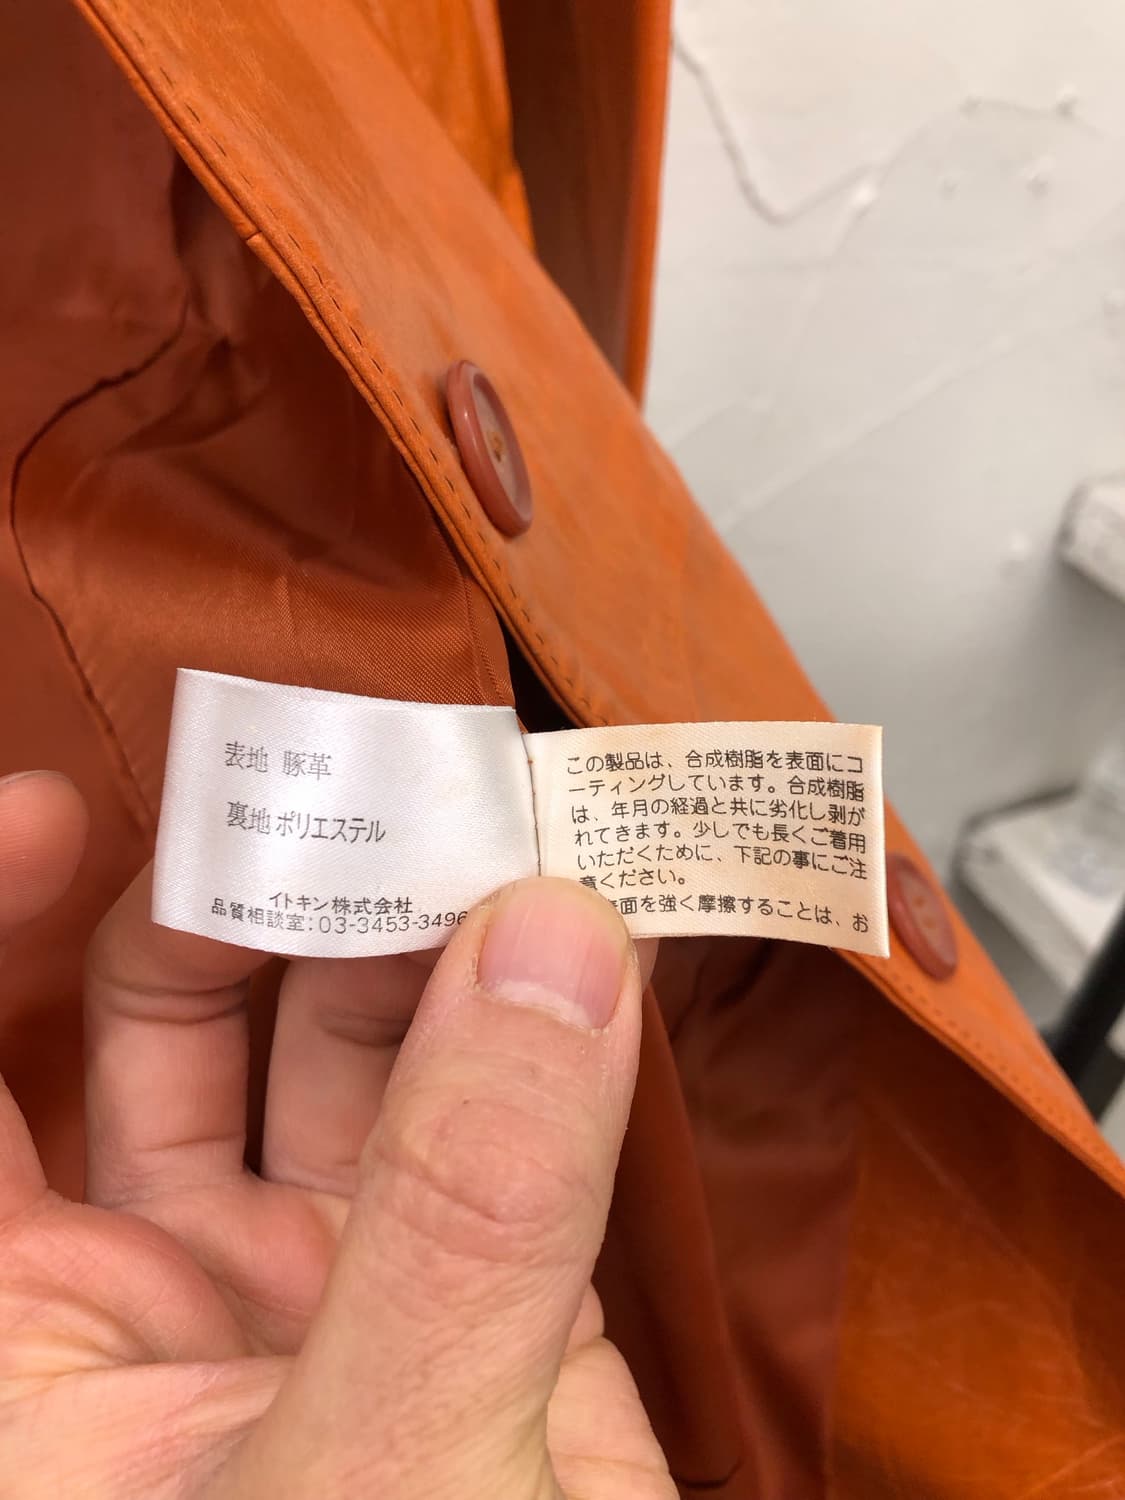 表地 豚革
裏地 ポリエステル
イトキン株式会社
品質相談室:03-3453-3496
この製品は、合成樹脂を表面にコ
ーティングしています。合成樹脂
は、年月の経過と共に劣化し剥が
れてきます。少しでも長くご着用
いただくために、下記の事にご注
意ください。
表面を強く摩擦することは、お